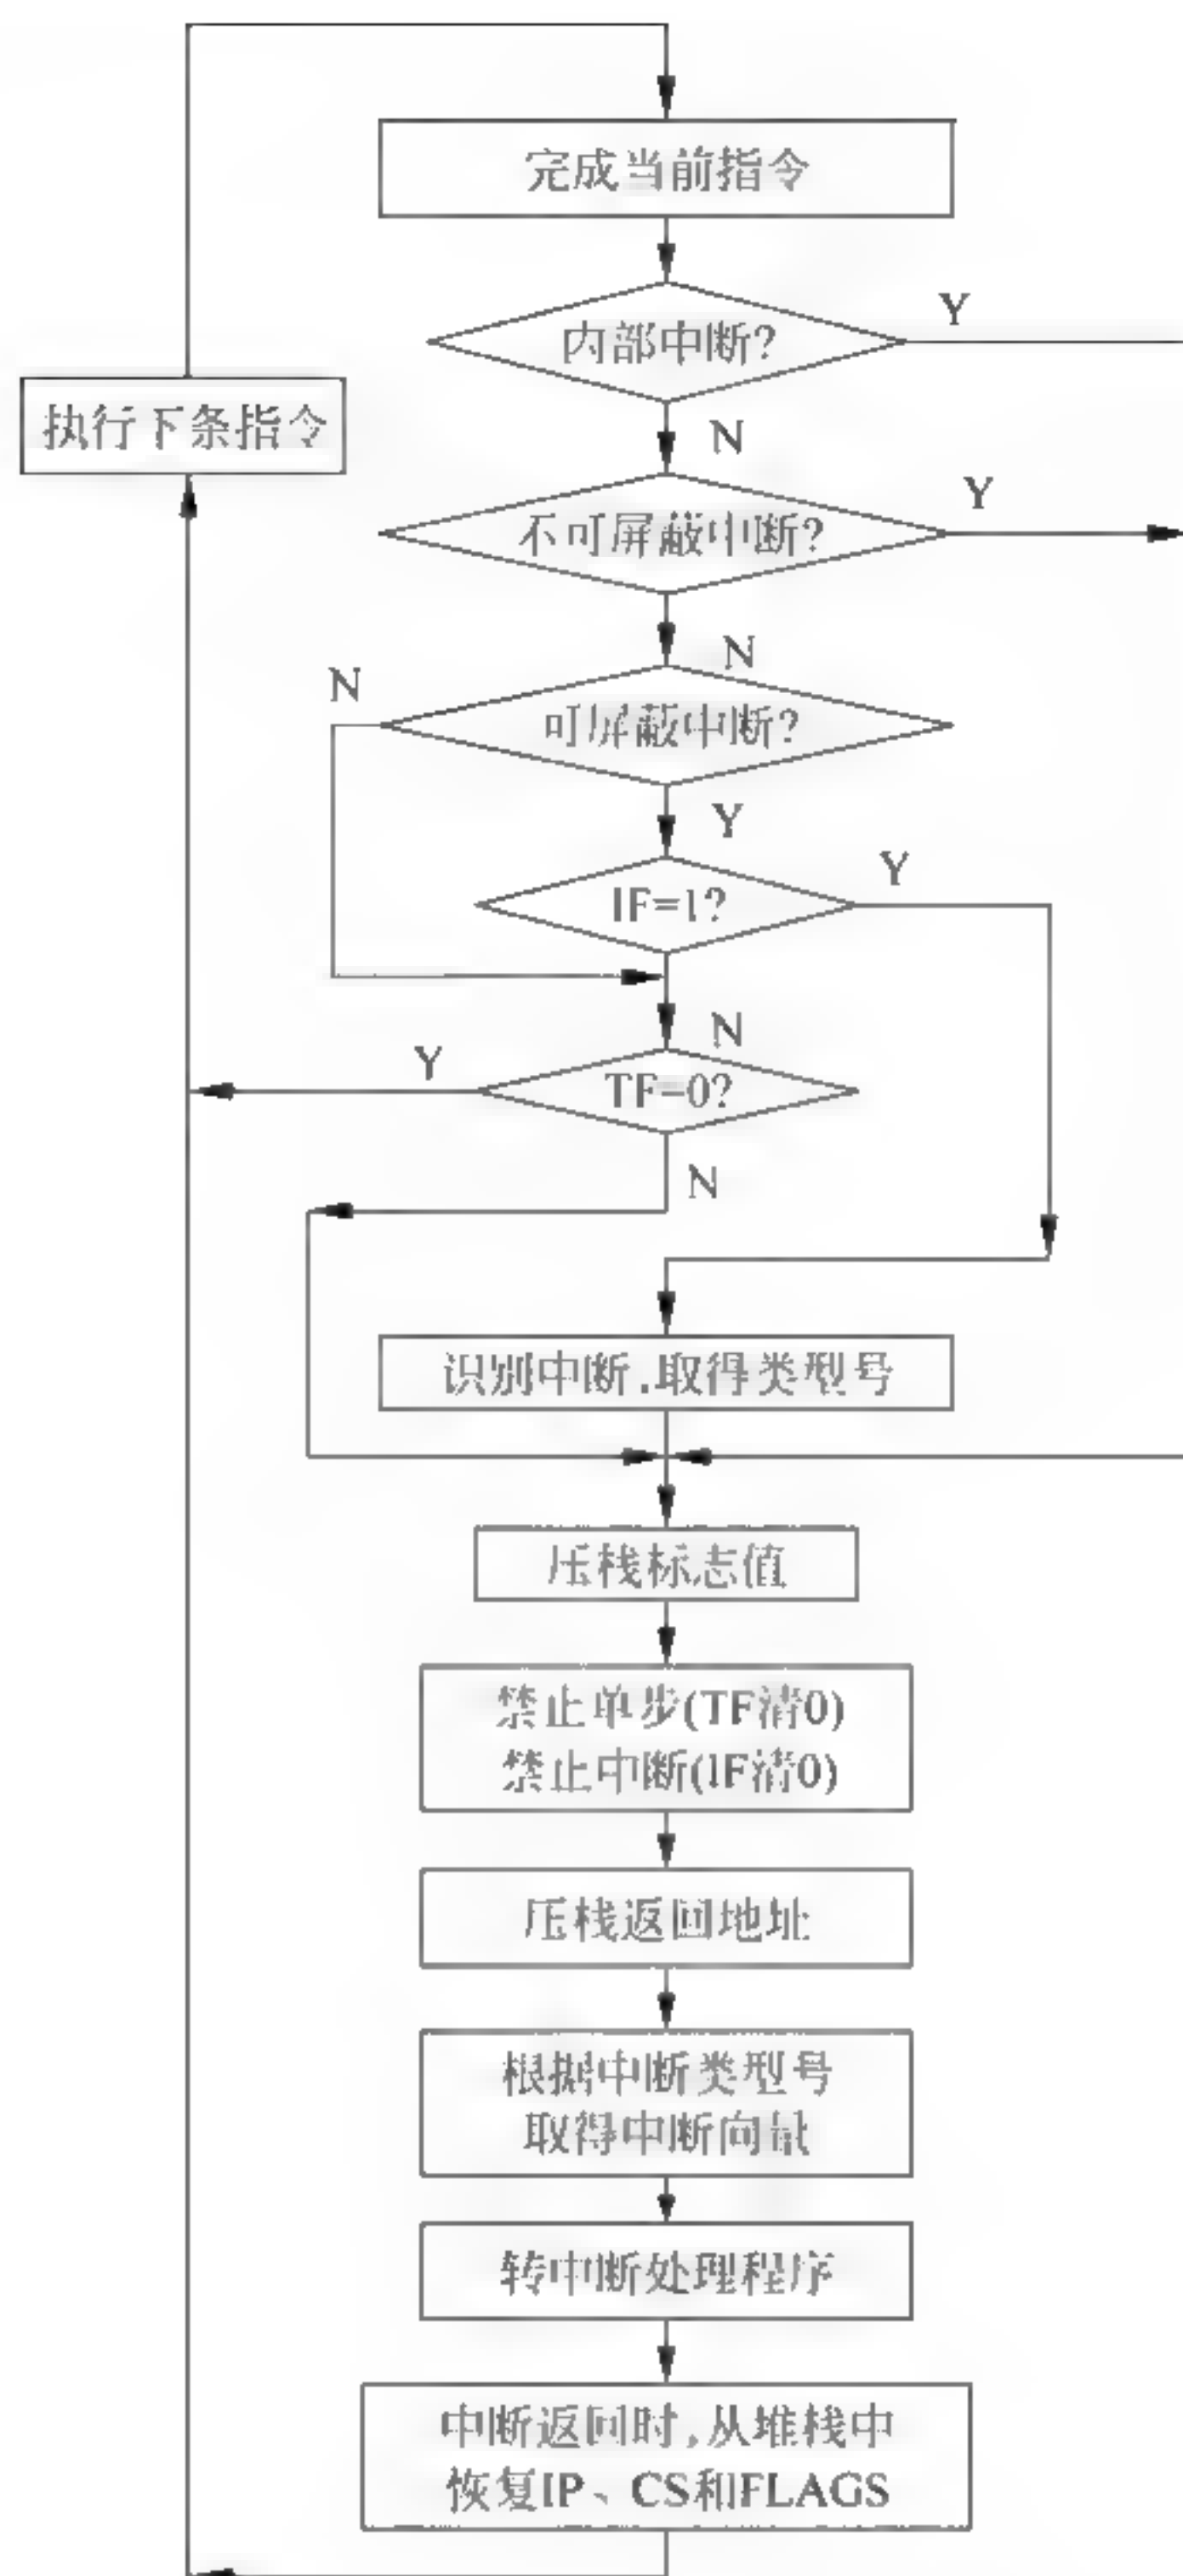 完成当前指令
内部中断?
Y
执行下条指令
N
不可屏蔽中断?
Y
N
可屏蔽中断?
N
Y
IF=1?
Y
N
TF=0?
Y
N
识别中断,取得类型号
压栈标志值
禁止单步(TF清0)
禁止中断(IF清0)
压栈返回地址
根据中断类型号
取得中断向量
转中断处理程序
中断返回时,从堆栈中
恢复IP、CS和FLAGS